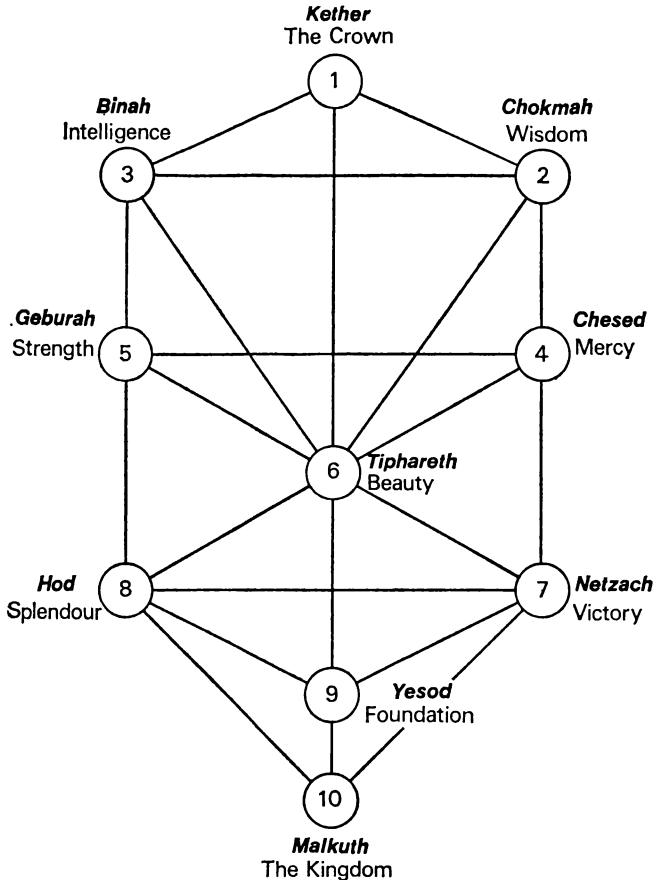 Kether
The Crown
1
Binah
Intelligence
Chokmah
Wisdom
3
2
.Geburah
Strength
5
Chesed
Mercy
4
6
Tiphareth
Beauty
Hod
Splendour
8
7
Netzach
Victory
9
Yesod
Foundation
10
Malkuth
The Kingdom